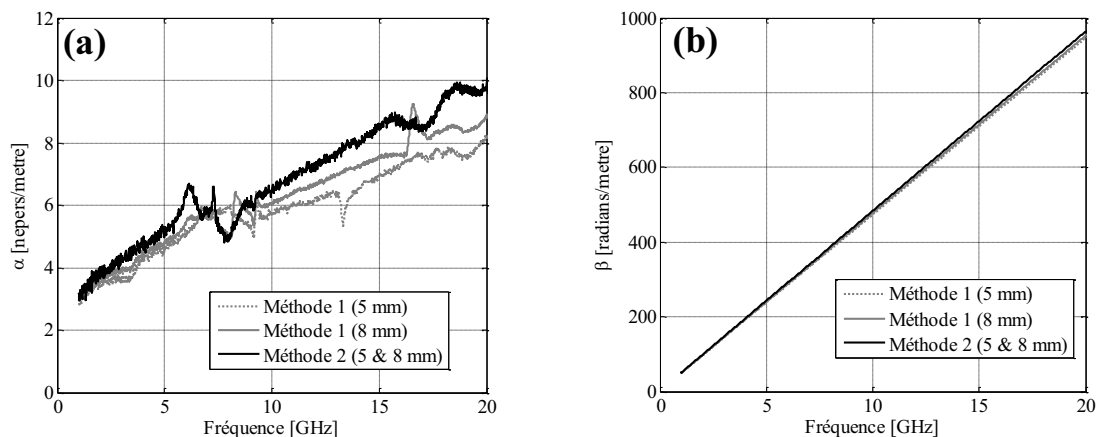 (a)
α [nepers/metre]
12
10
8
6
4
2
0
0 5 10 15 20
Fréquence [GHz]
Méthode 1 (5 mm)
Méthode 1 (8 mm)
Méthode 2 (5 & 8 mm)
(b)
β [radians/metre]
1000
800
600
400
200
0
0 5 10 15 20
Fréquence [GHz]
Méthode 1 (5 mm)
Méthode 1 (8 mm)
Méthode 2 (5 & 8 mm)